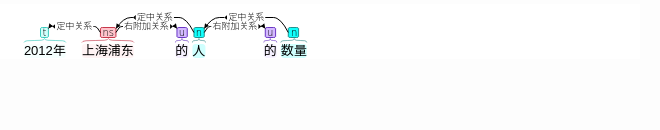 定中关系 定中关系
定中关系 右附加关系 右附加关系
t ns u n u n
2012年 上海浦东 的 人 的 数量